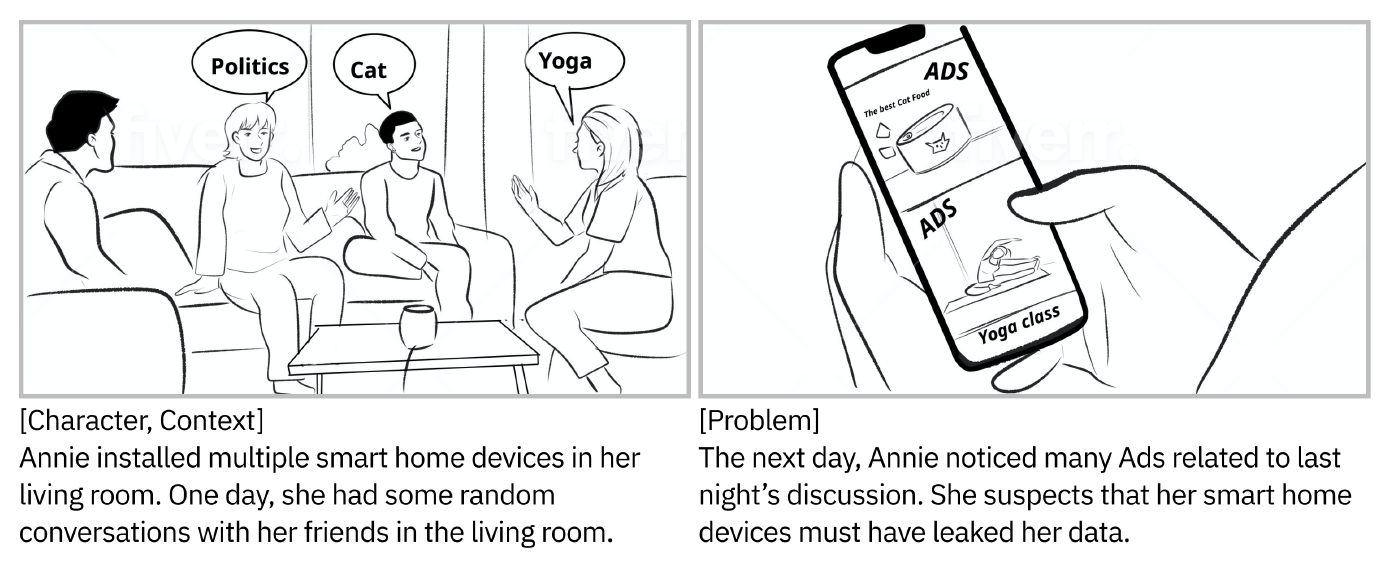 Politics
Cat
Yoga
fiverr.
ADS
The best Cat Food
ADS
Yoga class
fiverr.
[Character, Context]
Annie installed multiple smart home devices in her
living room. One day, she had some random
conversations with her friends in the living room.
[Problem]
The next day, Annie noticed many Ads related to last
night’s discussion. She suspects that her smart home
devices must have leaked her data.